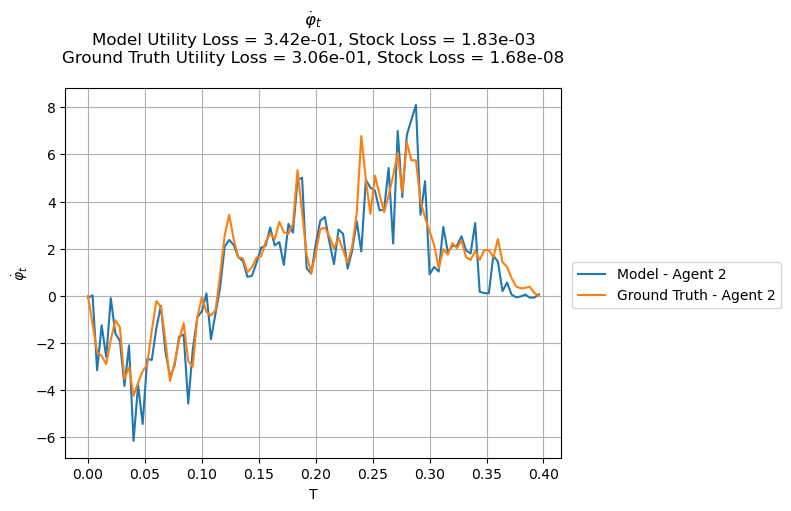 φ̇ₜ
Model Utility Loss = 3.42e-01, Stock Loss = 1.83e-03
Ground Truth Utility Loss = 3.06e-01, Stock Loss = 1.68e-08
8
6
4
2
0
−2
−4
−6
φ̇ₜ
0.00 0.05 0.10 0.15 0.20 0.25 0.30 0.35 0.40
T
Model - Agent 2
Ground Truth - Agent 2